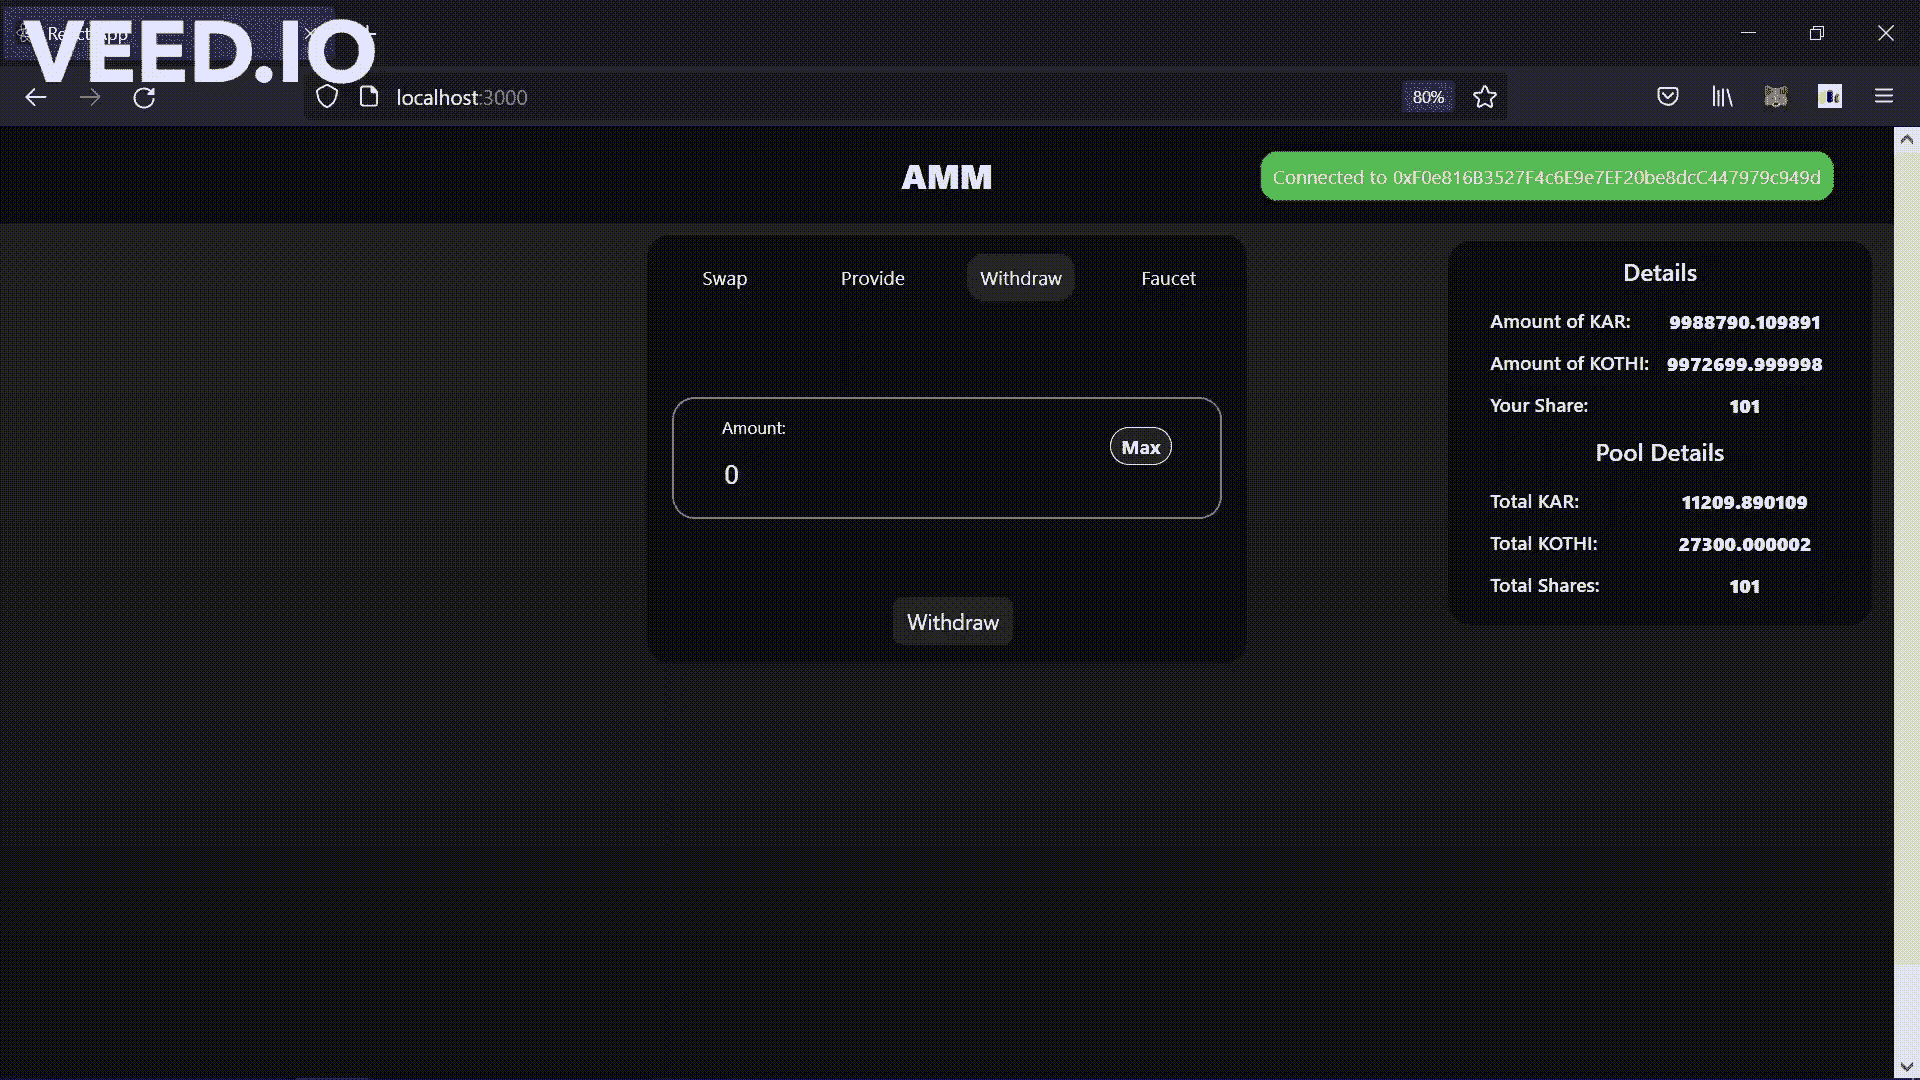 React App
VEED.IO
localhost:3000
80%
AMM
Connected to 0xF0e816B3527F4c6E9e7EF20be8dcC447979c949d
Swap
Provide
Withdraw
Faucet
Amount:
0
Max
Withdraw
Details
Amount of KAR: 9988790.109891
Amount of KOTHI: 9972699.999998
Your Share: 101
Pool Details
Total KAR: 11209.890109
Total KOTHI: 27300.000002
Total Shares: 101